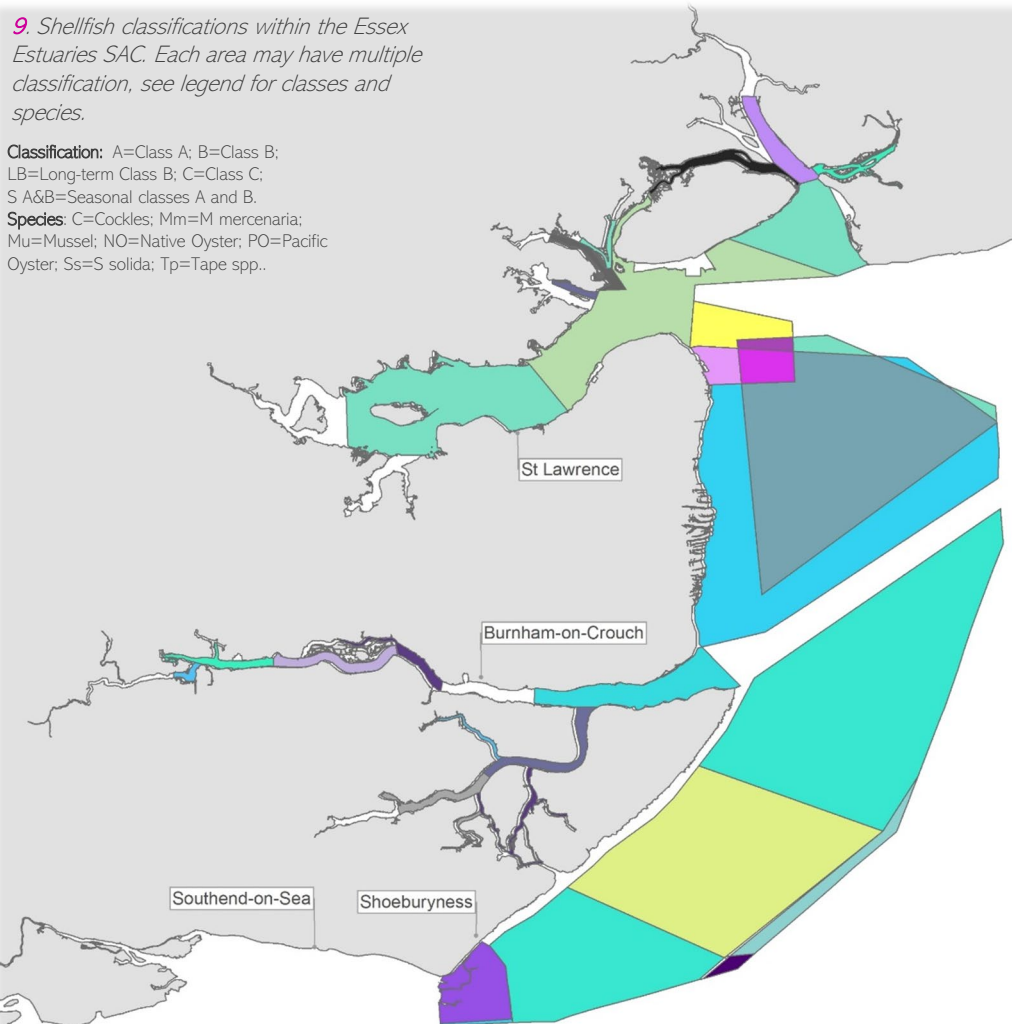 9. Shellfish classifications within the Essex
Estuaries SAC. Each area may have multiple
classification, see legend for classes and
species.
Classification: A=Class A; B=Class B;
LB=Long-term Class B; C=Class C;
S A&B=Seasonal classes A and B.
Species: C=Cockles; Mm=M mercenaria;
Mu=Mussel; NO=Native Oyster; PO=Pacific
Oyster; Ss=S solida; Tp=Tape spp..
St Lawrence
Burnham-on-Crouch
Southend-on-Sea
Shoeburyness